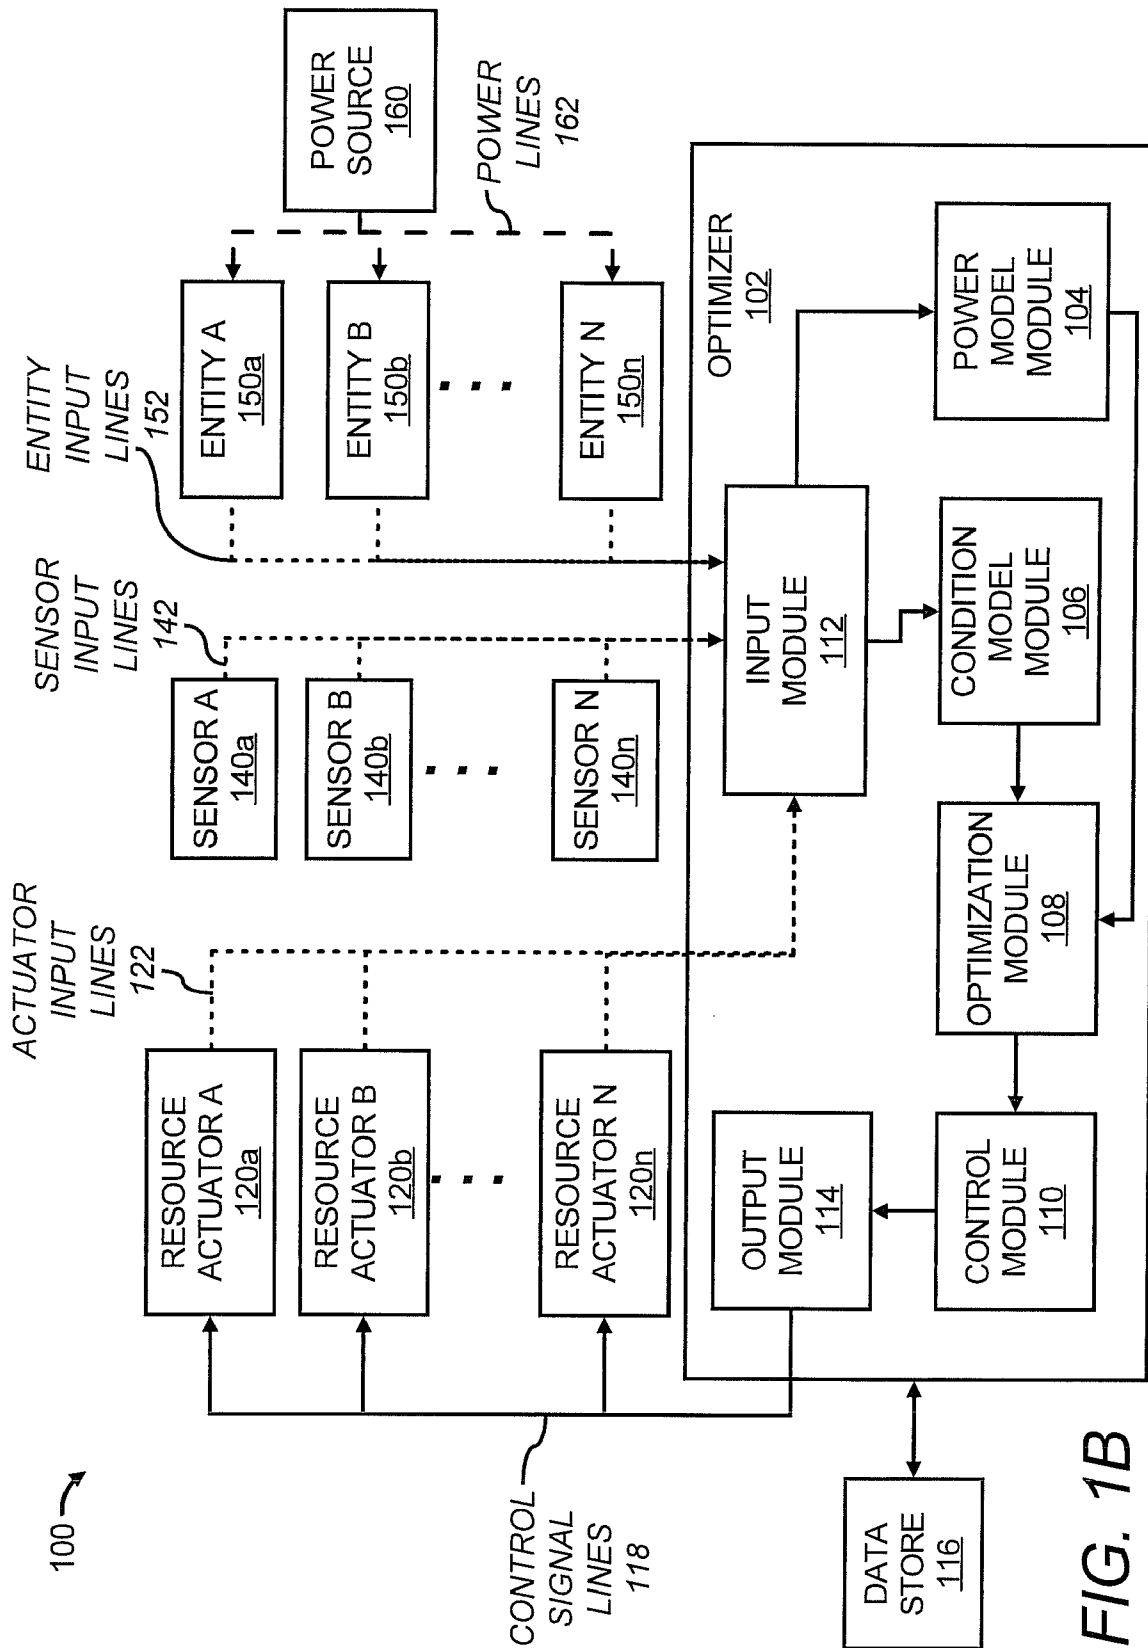 100
CONTROL
SIGNAL
LINES
118
ACTUATOR
INPUT
LINES
122
SENSOR
INPUT
LINES
142
ENTITY
INPUT
LINES
152
RESOURCE
ACTUATOR A
120a
RESOURCE
ACTUATOR B
120b
. . .
RESOURCE
ACTUATOR N
120n
SENSOR A
140a
SENSOR B
140b
. . .
SENSOR N
140n
ENTITY A
150a
ENTITY B
150b
. . .
ENTITY N
150n
POWER
SOURCE
160
POWER
LINES
162
OPTIMIZER
102
OUTPUT
MODULE
114
INPUT
MODULE
112
CONTROL
MODULE
110
OPTIMIZATION
MODULE
108
CONDITION
MODEL
MODULE
106
POWER
MODEL
MODULE
104
DATA
STORE
116
FIG. 1B